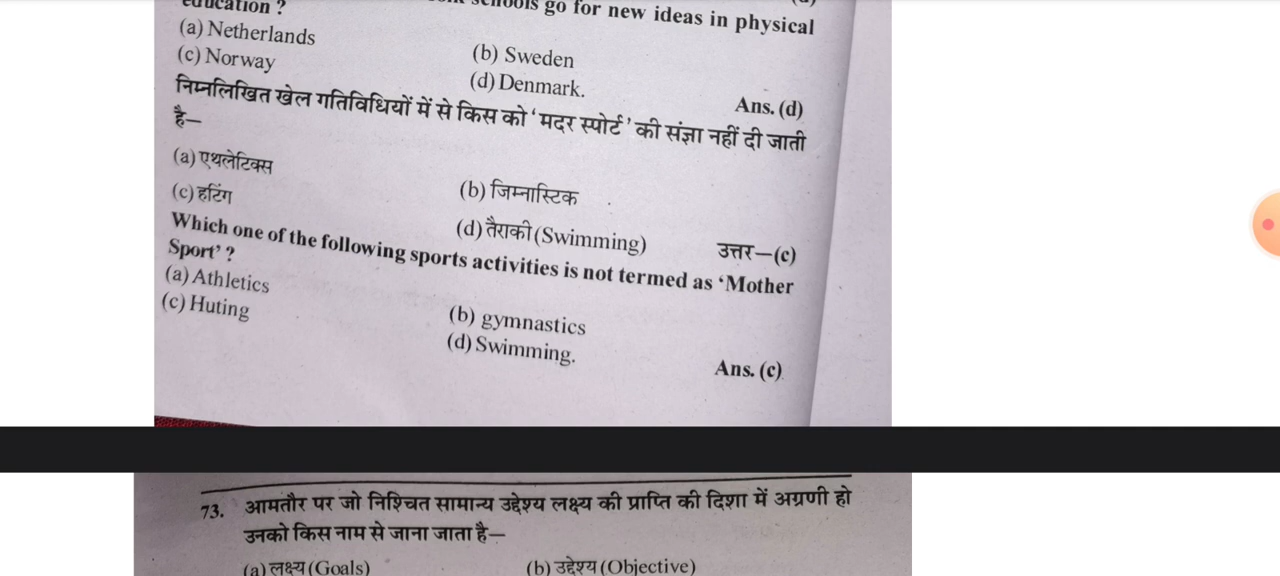 education ?
schools go for new ideas in physical
(a) Netherlands
(b) Sweden
(c) Norway
(d) Denmark.
Ans. (d)
निम्नलिखित खेल गतिविधियों में से किस को ‘मदर स्पोर्ट’ की संज्ञा नहीं दी जाती
है—
(a) एथलेटिक्स
(b) जिम्नास्टिक
(c) हटिंग
(d) तैराकी (Swimming)
उत्तर—(c)
Which one of the following sports activities is not termed as ‘Mother
Sport’ ?
(a) Athletics
(b) gymnastics
(c) Huting
(d) Swimming.
Ans. (c)
73. आमतौर पर जो निश्चित सामान्य उद्देश्य लक्ष्य की प्राप्ति की दिशा में अग्रणी हो
उनको किस नाम से जाना जाता है—
(a) लक्ष्य (Goals)
(b) उद्देश्य (Objective)